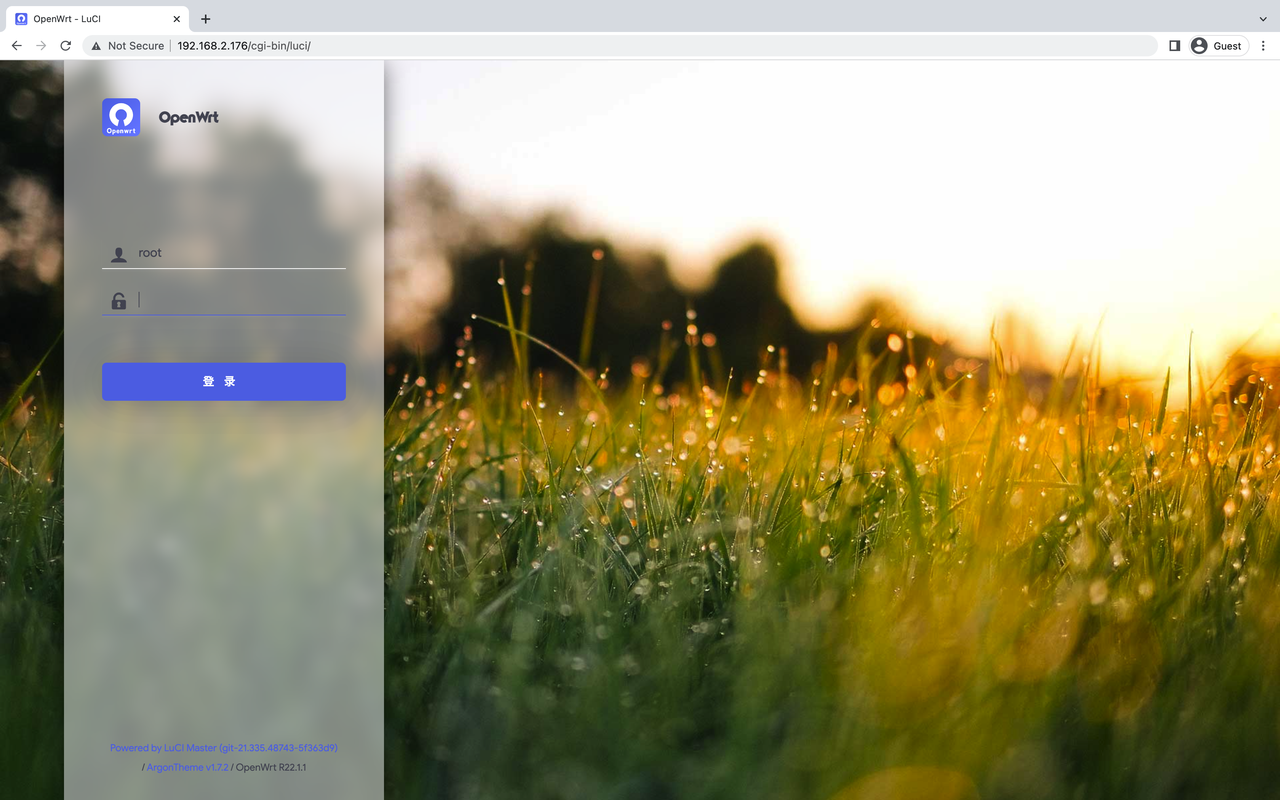 OpenWrt - LuCI
Not Secure
192.168.2.176/cgi-bin/luci/
Guest
Openwrt
OpenWrt
root
登 录
Powered by LuCI Master (git-21.335.48743-5f363d9)
/ ArgonTheme v1.7.2 / OpenWrt R22.1.1